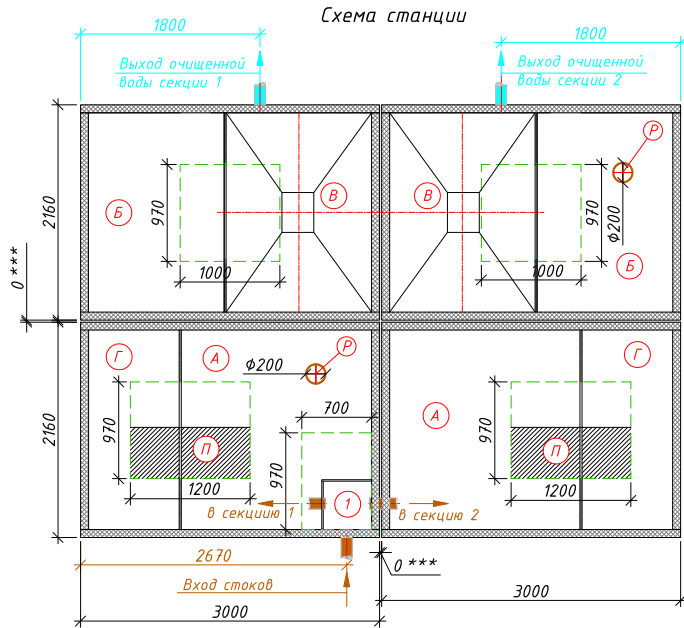 Схема станции
1800
1800
Выход очищенной
воды секции 1
Выход очищенной
воды секции 2
Р
2160
Б
970
В
В
970
Ф200
Б
1000
1000
0 ***
Г
А
Р
Г
Ф200
2160
970
700
А
970
П
970
П
1200
1
1200
в секциию 1
в секцию 2
2670
0 ***
Вход стоков
3000
3000